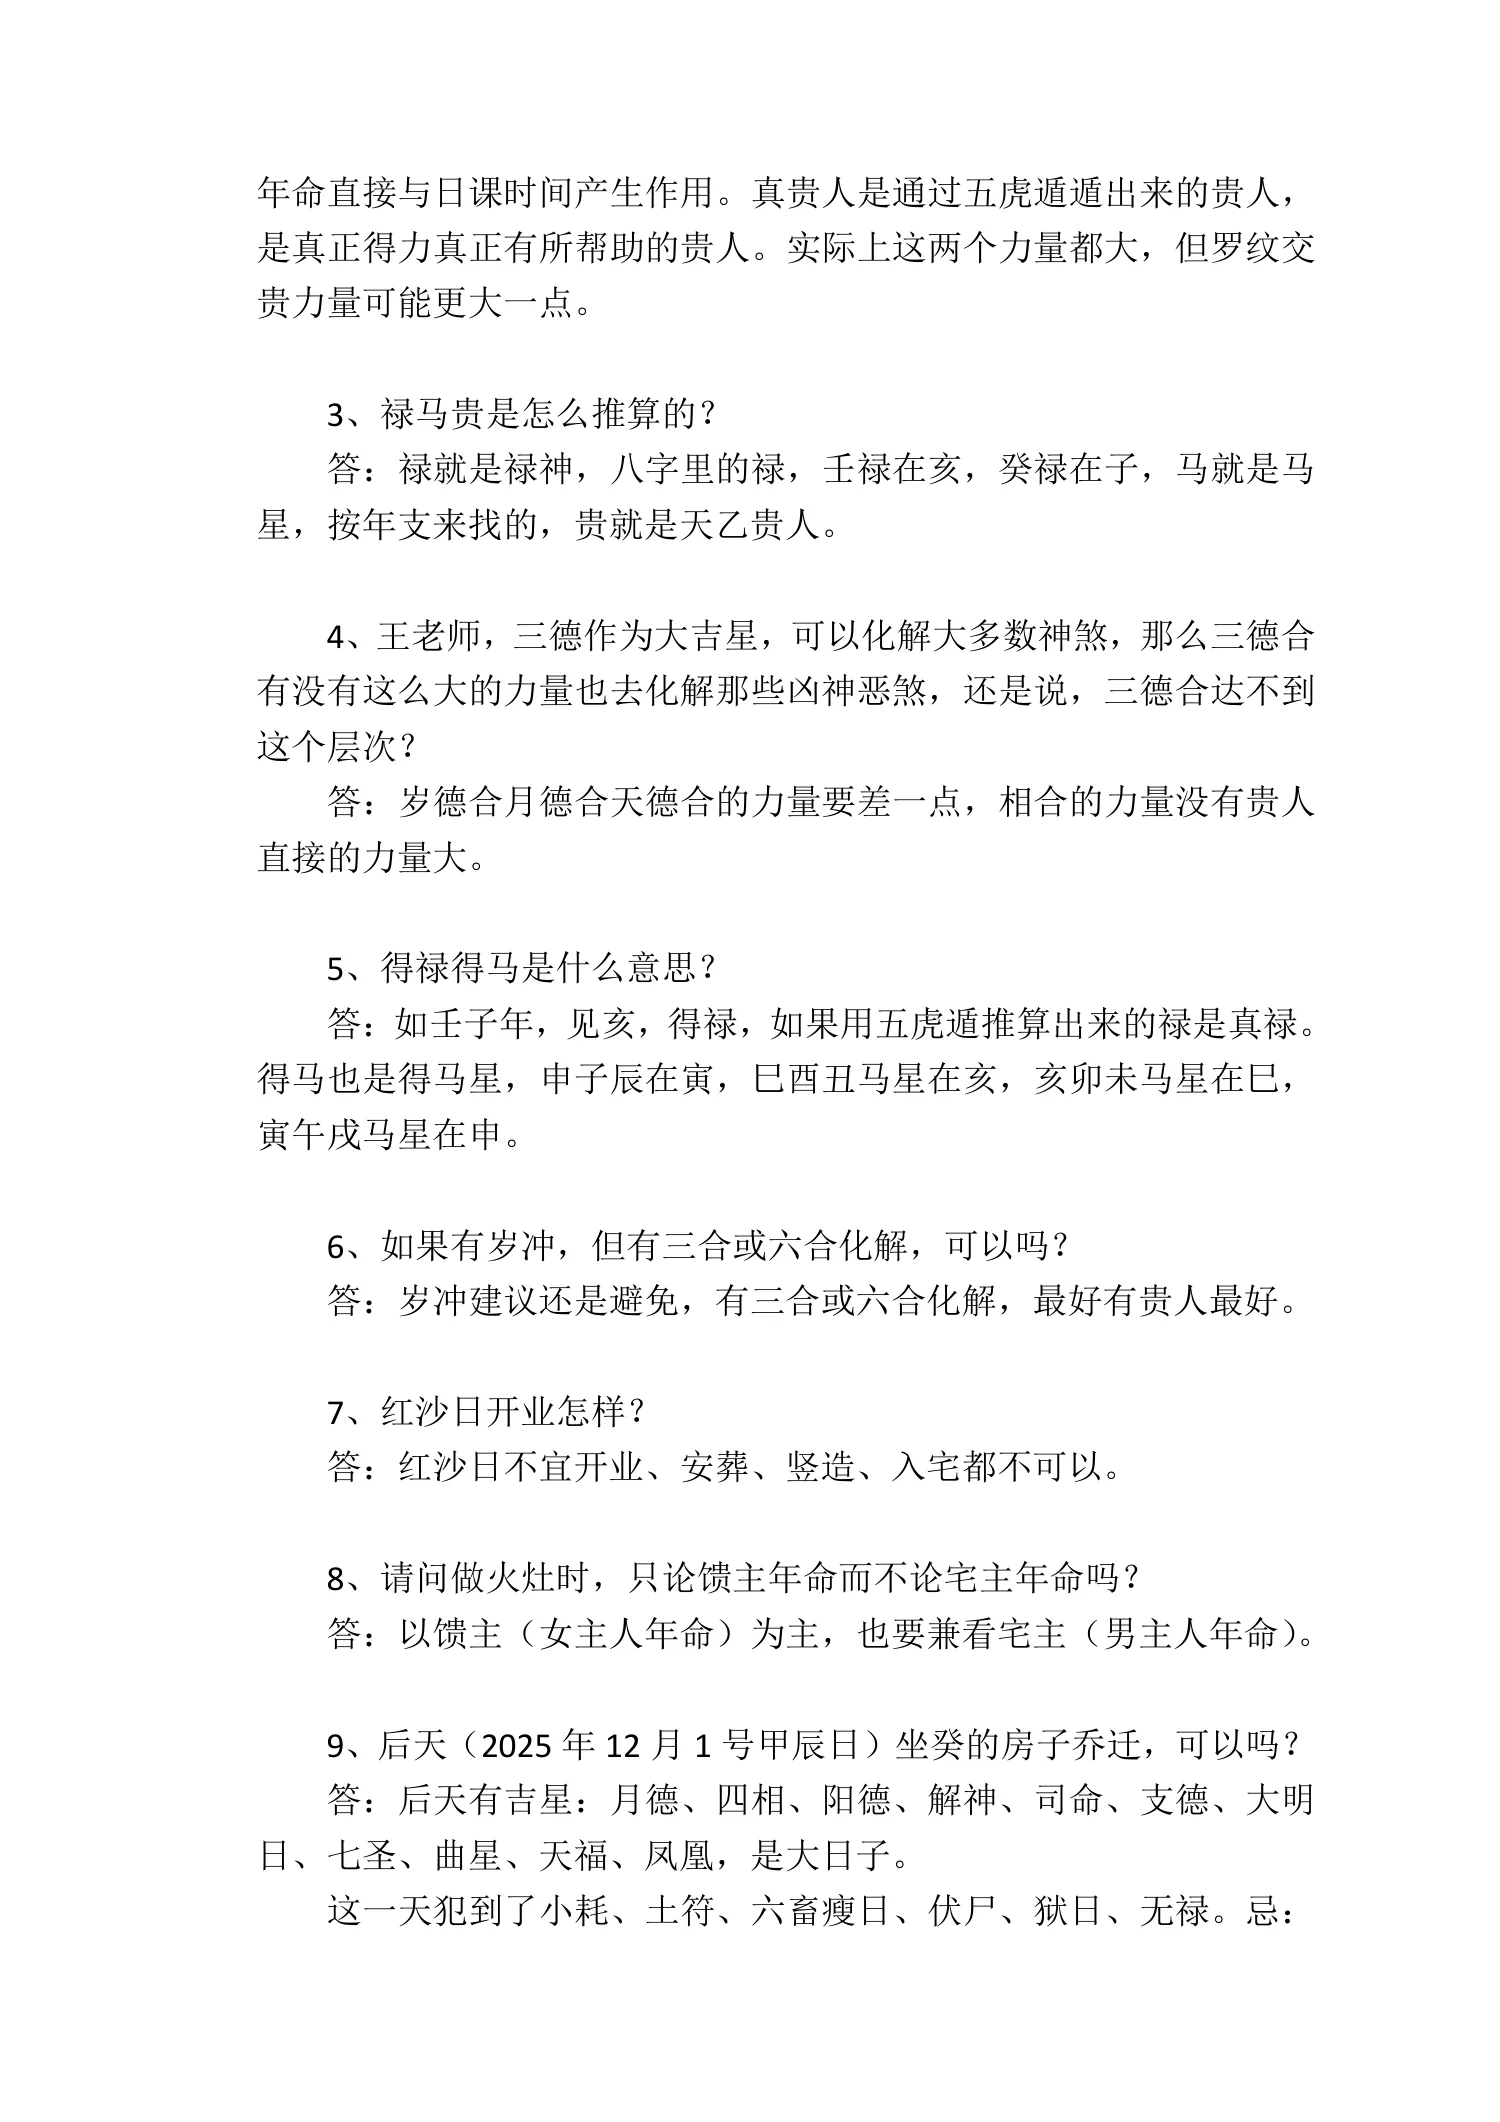 年命直接与日课时间产生作用。真贵人是通过五虎遁遁出来的贵人，
是真正得力真正有所帮助的贵人。实际上这两个力量都大，但罗纹交
贵力量可能更大一点。
3、禄马贵是怎么推算的？
答：禄就是禄神，八字里的禄，壬禄在亥，癸禄在子，马就是马
星，按年支来找的，贵就是天乙贵人。
4、王老师，三德作为大吉星，可以化解大多数神煞，那么三德合
有没有这么大的力量也去化解那些凶神恶煞，还是说，三德合达不到
这个层次？
答：岁德合月德合天德合的力量要差一点，相合的力量没有贵人
直接的力量大。
5、得禄得马是什么意思？
答：如壬子年，见亥，得禄，如果用五虎遁推算出来的禄是真禄。
得马也是得马星，申子辰在寅，巳酉丑马星在亥，亥卯未马星在巳，
寅午戌马星在申。
6、如果有岁冲，但有三合或六合化解，可以吗？
答：岁冲建议还是避免，有三合或六合化解，最好有贵人最好。
7、红沙日开业怎样？
答：红沙日不宜开业、安葬、竖造、入宅都不可以。
8、请问做火灶时，只论馈主年命而不论宅主年命吗？
答：以馈主（女主人年命）为主，也要兼看宅主（男主人年命）。
9、后天（2025 年 12 月 1 号甲辰日）坐癸的房子乔迁，可以吗？
答：后天有吉星：月德、四相、阳德、解神、司命、支德、大明
日、七圣、曲星、天福、凤凰，是大日子。
这一天犯到了小耗、土符、六畜瘦日、伏尸、狱日、无禄。忌：